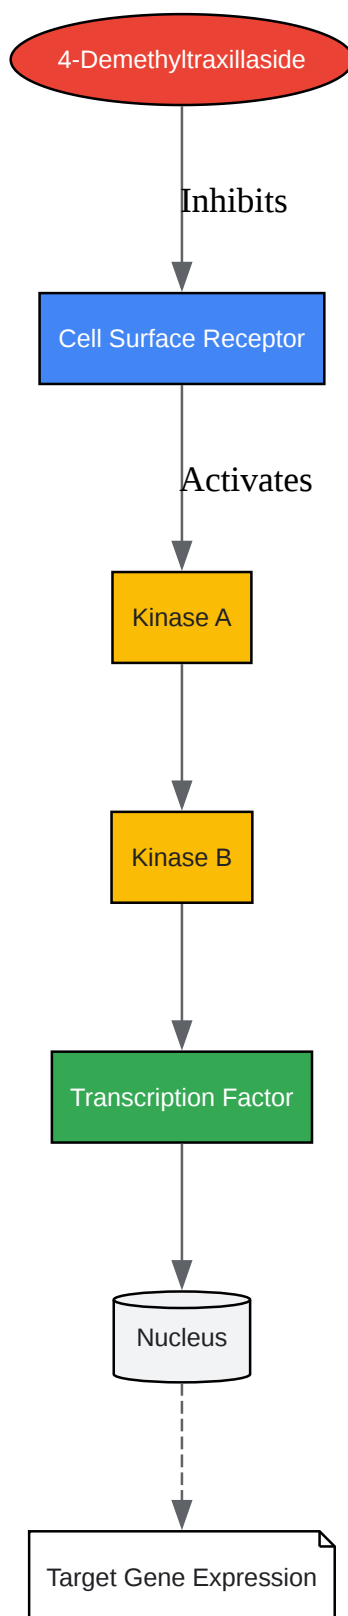 4-Demethyltraxillaside
Inhibits
Cell Surface Receptor
Activates
Kinase A
Kinase B
Transcription Factor
Nucleus
Target Gene Expression